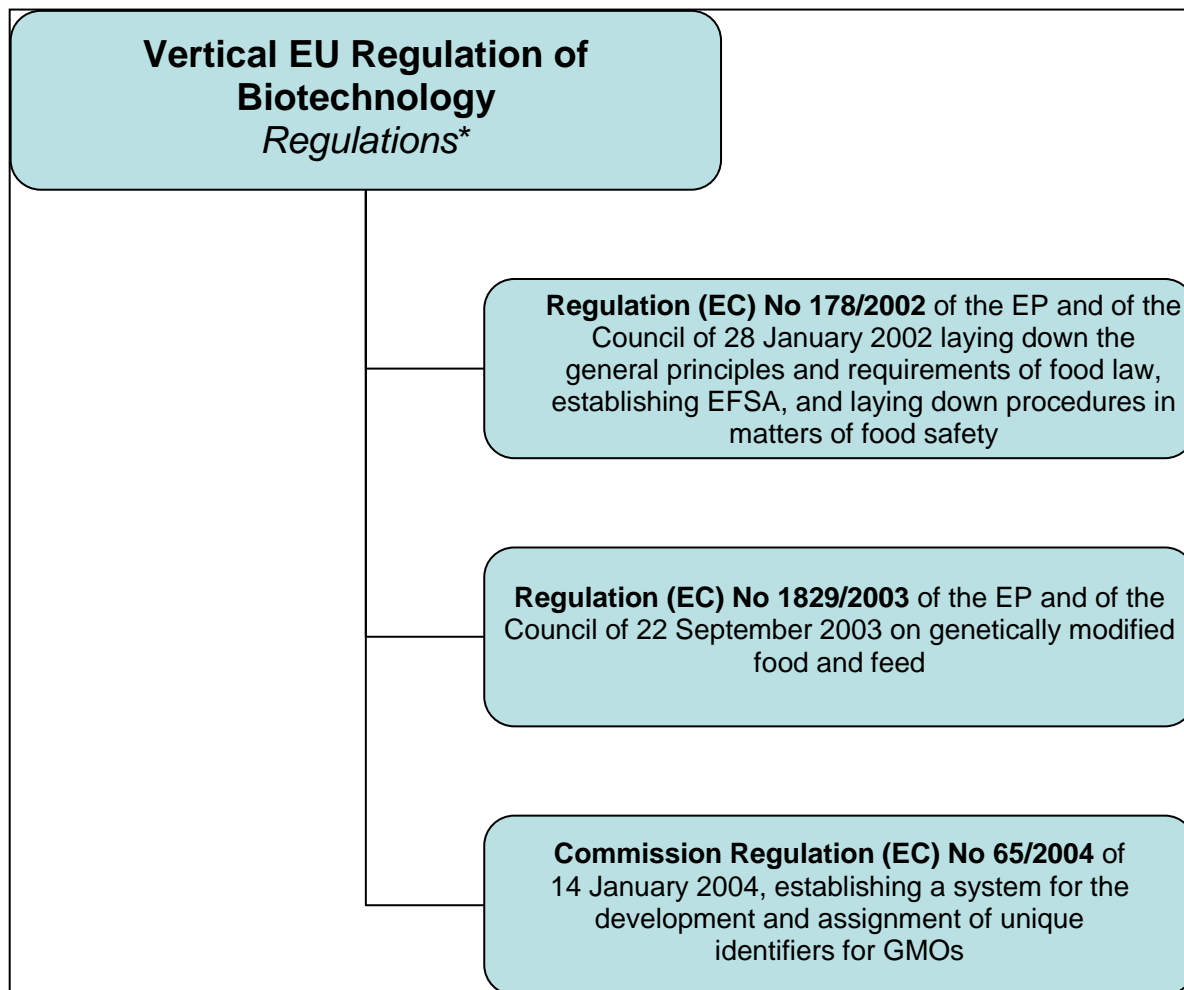 Vertical EU Regulation of
Biotechnology
Regulations*
Regulation (EC) No 178/2002 of the EP and of the
Council of 28 January 2002 laying down the
general principles and requirements of food law,
establishing EFSA, and laying down procedures in
matters of food safety
Regulation (EC) No 1829/2003 of the EP and of the
Council of 22 September 2003 on genetically modified
food and feed
Commission Regulation (EC) No 65/2004 of
14 January 2004, establishing a system for the
development and assignment of unique
identifiers for GMOs